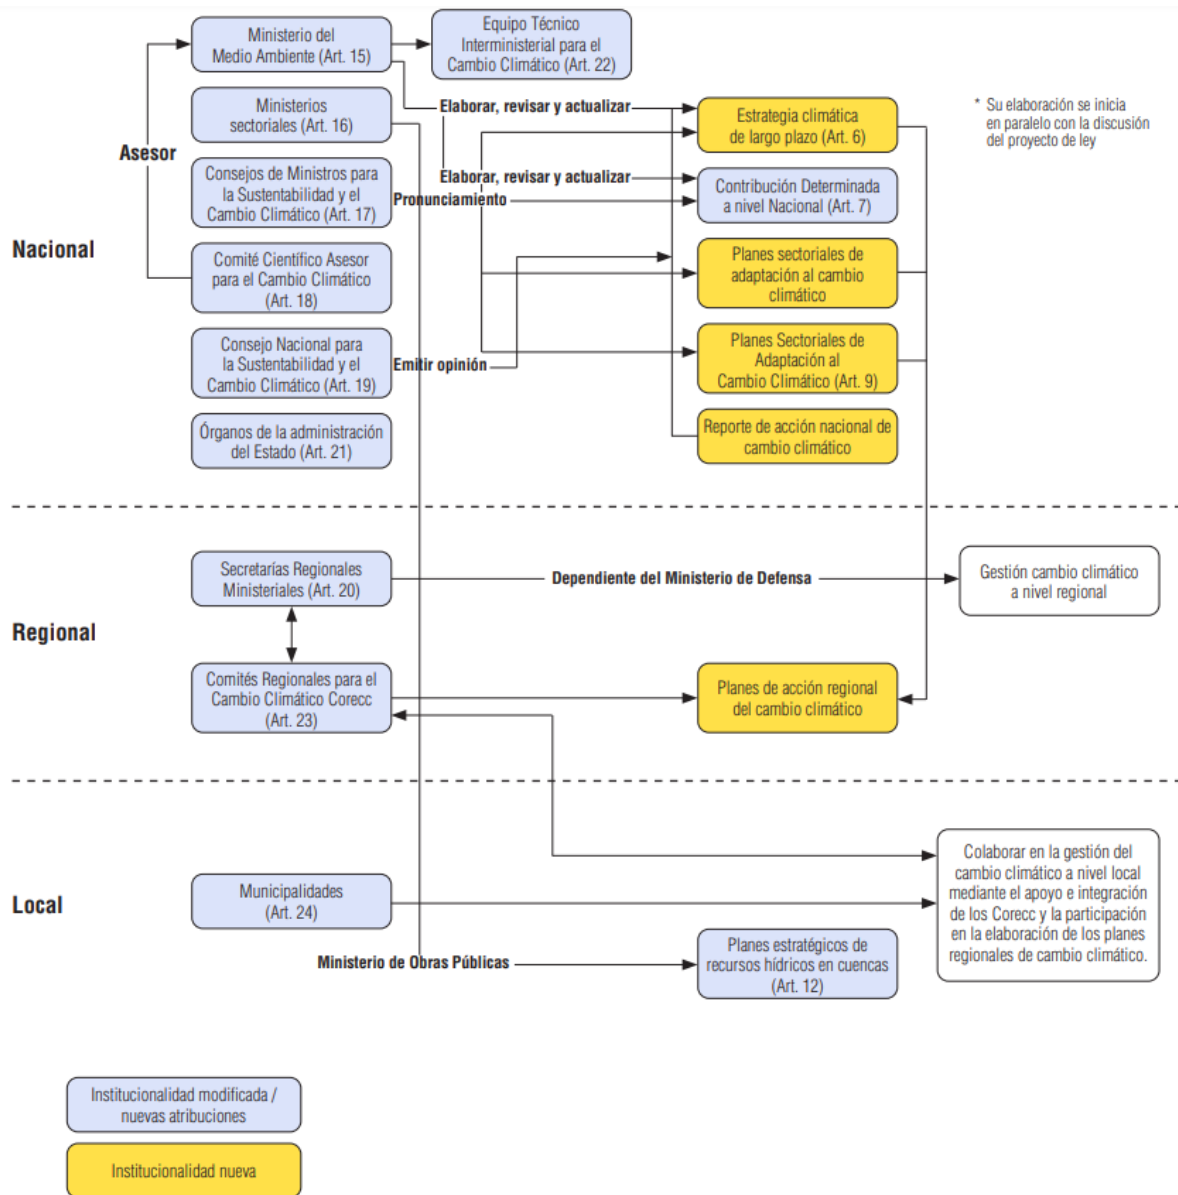 Ministerio del
Medio Ambiente (Art. 15)
Equipo Técnico
Interministerial para el
Cambio Climático (Art. 22)
Ministerios
sectoriales (Art. 16)
Elaborar, revisar y actualizar
Estrategia climática
de largo plazo (Art. 6)
* Su elaboración se inicia
en paralelo con la discusión
del proyecto de ley
Asesor
Consejos de Ministros para
la Sustentabilidad y el
Cambio Climático (Art. 17)
Elaborar, revisar y actualizar
Pronunciamiento
Contribución Determinada
a nivel Nacional (Art. 7)
Nacional
Comité Científico Asesor
para el Cambio Climático
(Art. 18)
Planes sectoriales de
adaptación al cambio
climático
Consejo Nacional para
la Sustentabilidad y el
Cambio Climático (Art. 19)
Emitir opinión
Planes Sectoriales de
Adaptación al
Cambio Climático (Art. 9)
Órganos de la administración
del Estado (Art. 21)
Reporte de acción nacional de
cambio climático
Regional
Secretarías Regionales
Ministeriales (Art. 20)
Dependiente del Ministerio de Defensa
Gestión cambio climático
a nivel regional
Comités Regionales para el
Cambio Climático Corecc
(Art. 23)
Planes de acción regional
del cambio climático
Local
Municipalidades
(Art. 24)
Colaborar en la gestión del
cambio climático a nivel local
mediante el apoyo e integración
de los Corecc y la participación
en la elaboración de los planes
regionales de cambio climático.
Ministerio de Obras Públicas
Planes estratégicos de
recursos hídricos en cuencas
(Art. 12)
Institucionalidad modificada /
nuevas atribuciones
Institucionalidad nueva